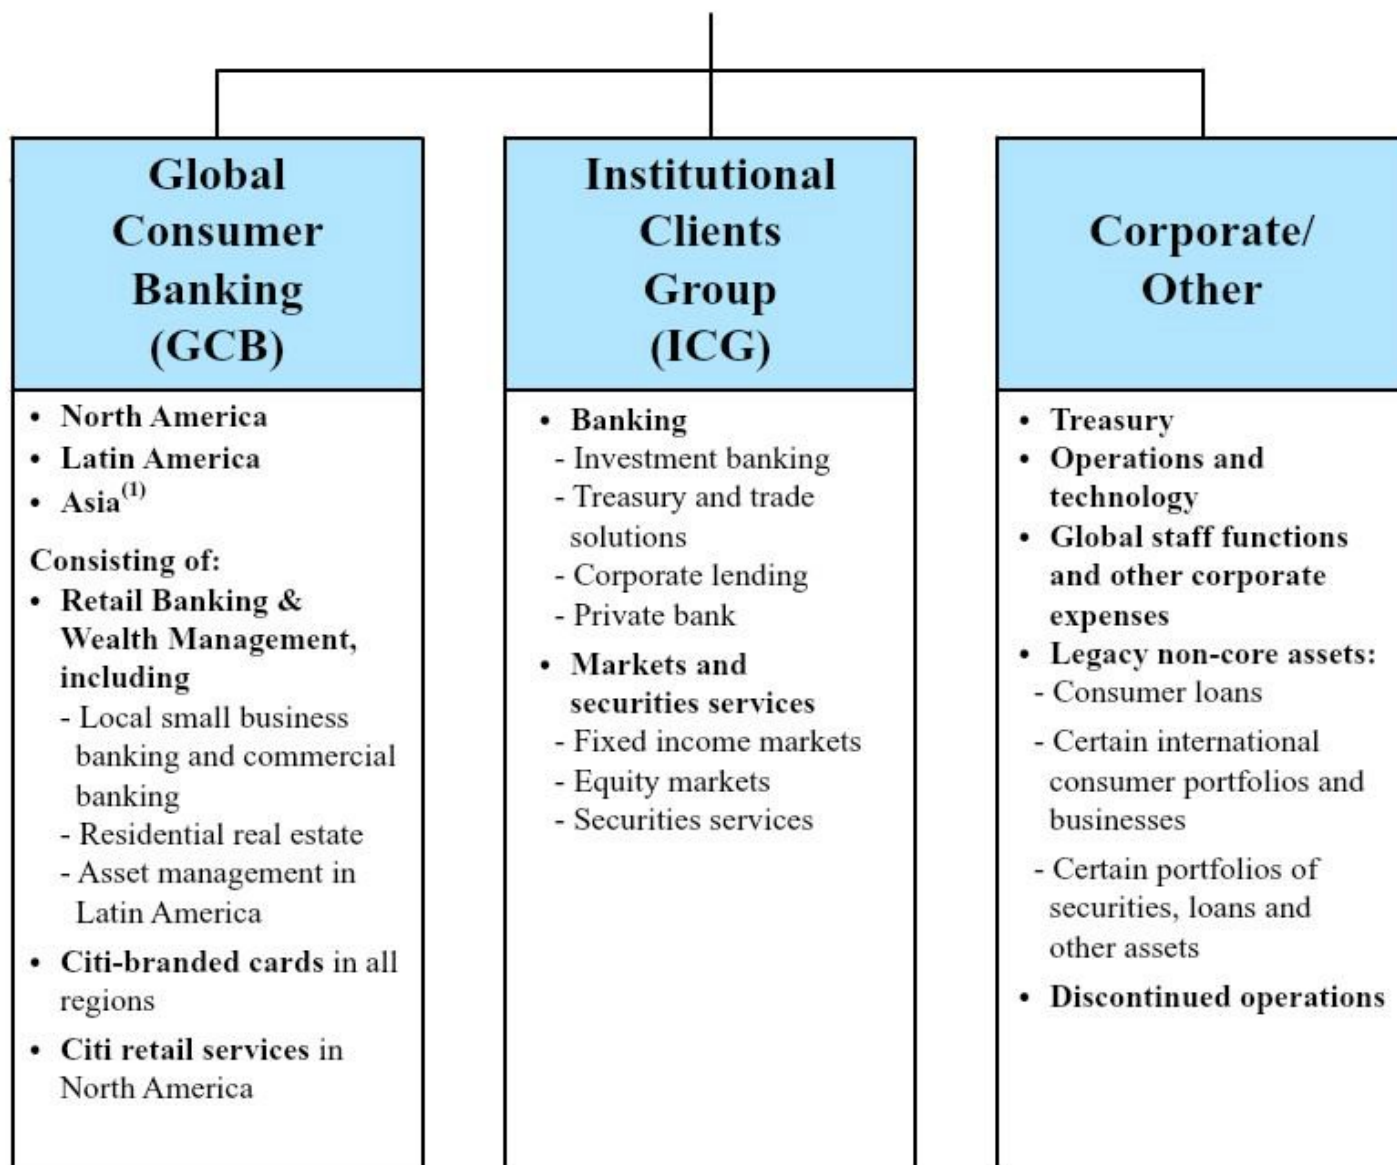 Global
Consumer
Banking
(GCB)
• North America
• Latin America
• Asia(1)
Consisting of:
• Retail Banking &
Wealth Management,
including
- Local small business
banking and commercial
banking
- Residential real estate
- Asset management in
Latin America
• Citi-branded cards in all
regions
• Citi retail services in
North America
Institutional
Clients
Group
(ICG)
• Banking
- Investment banking
- Treasury and trade
solutions
- Corporate lending
- Private bank
• Markets and
securities services
- Fixed income markets
- Equity markets
- Securities services
Corporate/
Other
• Treasury
• Operations and
technology
• Global staff functions
and other corporate
expenses
• Legacy non-core assets:
- Consumer loans
- Certain international
consumer portfolios and
businesses
- Certain portfolios of
securities, loans and
other assets
• Discontinued operations